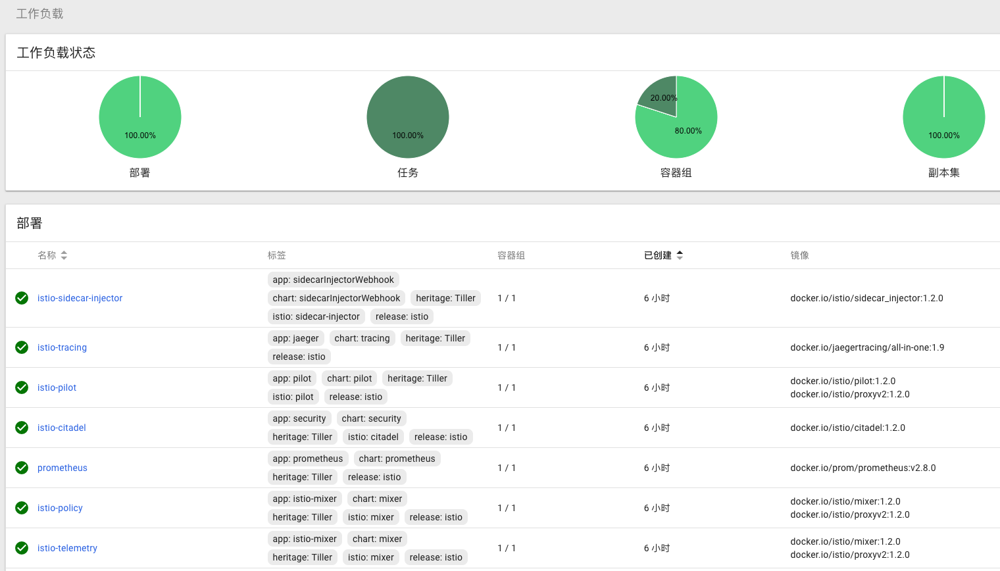 工作负载
工作负载状态
100.00%
100.00%
20.00%
80.00%
100.00%
部署
任务
容器组
副本集
部署
名称 标签 容器组 已创建 镜像
app: sidecarInjectorWebhook
chart: sidecarInjectorWebhook heritage: Tiller
istio: sidecar-injector release: istio
istio-sidecar-injector
1 / 1
6 小时
docker.io/istio/sidecar_injector:1.2.0
istio-tracing
app: jaeger chart: tracing heritage: Tiller
release: istio
1 / 1
6 小时
docker.io/jaegertracing/all-in-one:1.9
istio-pilot
app: pilot chart: pilot heritage: Tiller
istio: pilot release: istio
1 / 1
6 小时
docker.io/istio/pilot:1.2.0
docker.io/istio/proxyv2:1.2.0
istio-citadel
app: security chart: security
heritage: Tiller istio: citadel release: istio
1 / 1
6 小时
docker.io/istio/citadel:1.2.0
prometheus
app: prometheus chart: prometheus
heritage: Tiller release: istio
1 / 1
6 小时
docker.io/prom/prometheus:v2.8.0
istio-policy
app: istio-mixer chart: mixer
heritage: Tiller istio: mixer release: istio
1 / 1
6 小时
docker.io/istio/mixer:1.2.0
docker.io/istio/proxyv2:1.2.0
istio-telemetry
app: istio-mixer chart: mixer
heritage: Tiller istio: mixer release: istio
1 / 1
6 小时
docker.io/istio/mixer:1.2.0
docker.io/istio/proxyv2:1.2.0